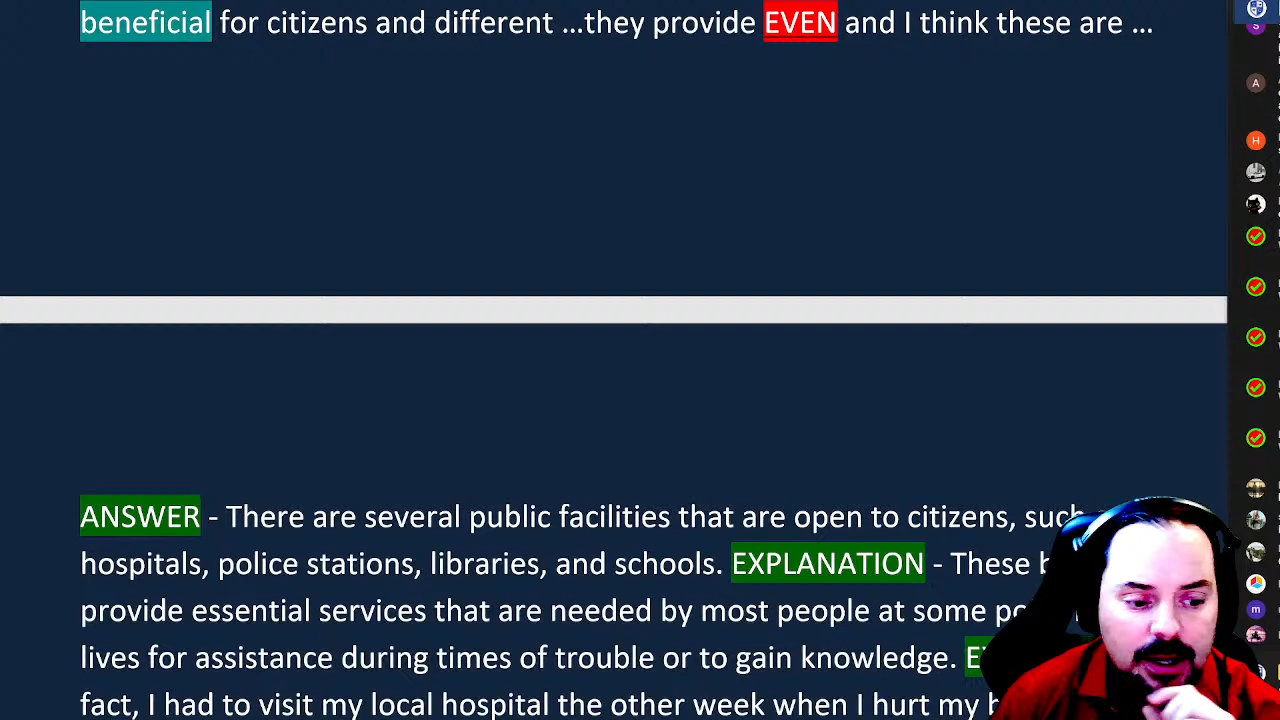 beneficial for citizens and different ...they provide EVEN and I think these are ...
ANSWER - There are several public facilities that are open to citizens, such
hospitals, police stations, libraries, and schools. EXPLANATION - These
provide essential services that are needed by most people at some
lives for assistance during times of trouble or to gain knowledge.
fact, I had to visit my local hospital the other week when I hurt my
S
A
H
m